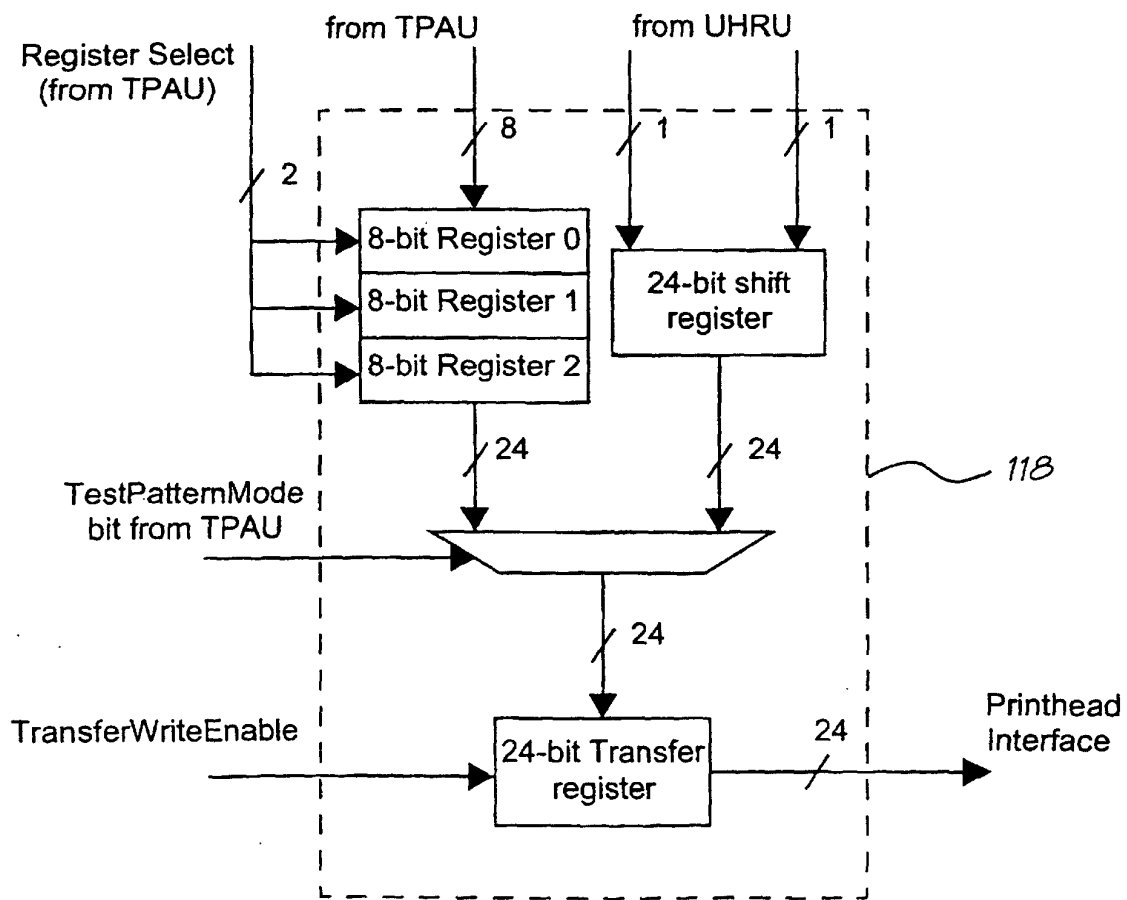 from TPAU
from UHRU
Register Select
(from TPAU)
8
1
1
2
8-bit Register 0
8-bit Register 1
8-bit Register 2
24-bit shift
register
24
24
118
TestPatternMode
bit from TPAU
24
TransferWriteEnable
24-bit Transfer
register
24
Printhead
Interface